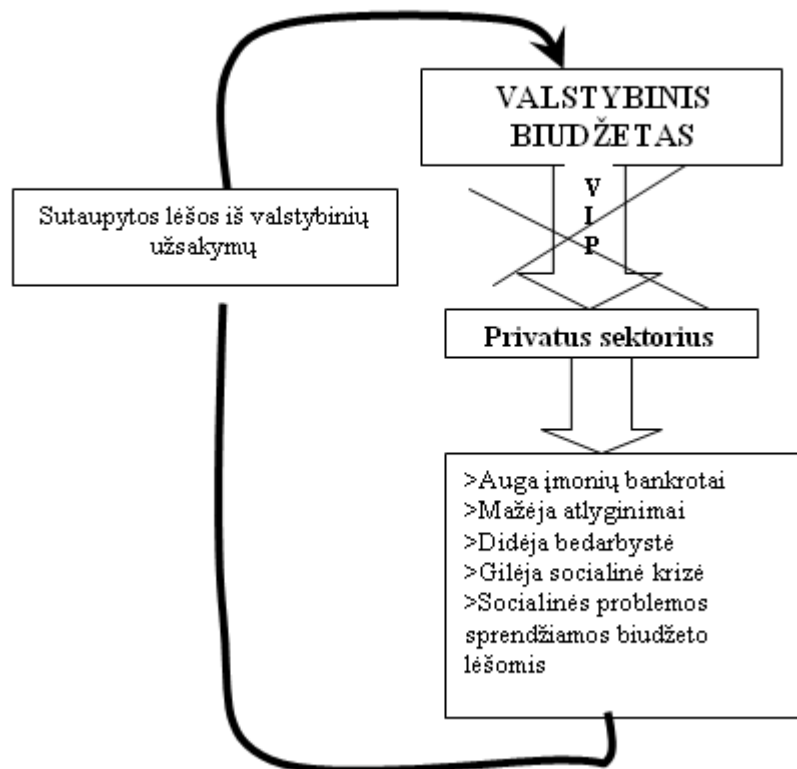 VALSTYBINIS
BIUDŽETAS
V
I
P
Sutaupytos lėšos iš valstybinių
užsakymų
Privatus sektorius
>Auga įmonių bankrotai
>Mažėja atlyginimai
>Didėja bedarbystė
>Gilėja socialinė krizė
>Socialinės problemos
sprendžiamos biudžeto
lėšomis